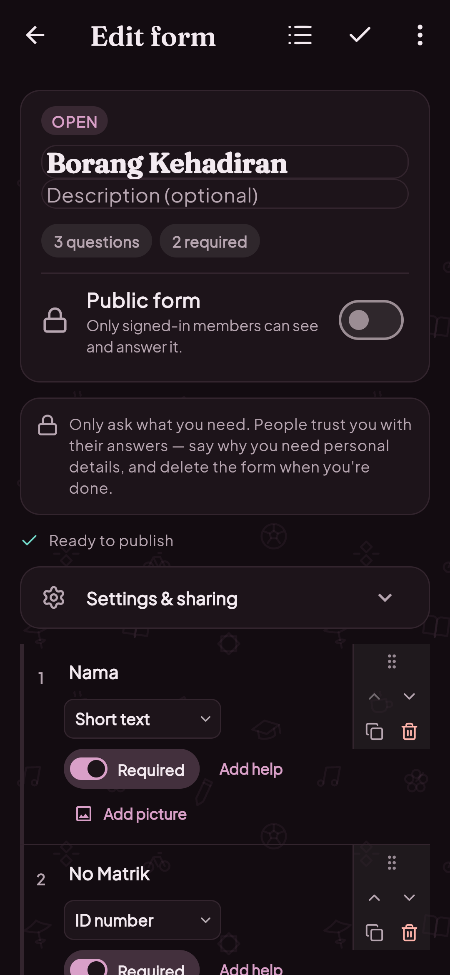 Edit form
OPEN
Borang Kehadiran
Description (optional)
3 questions
2 required
Public form
Only signed-in members can see
and answer it.
Only ask what you need. People trust you with
their answers — say why you need personal
details, and delete the form when you're
done.
Ready to publish
Settings & sharing
1
Nama
Short text
Required
Add help
Add picture
2
No Matrik
ID number
Required
Add help